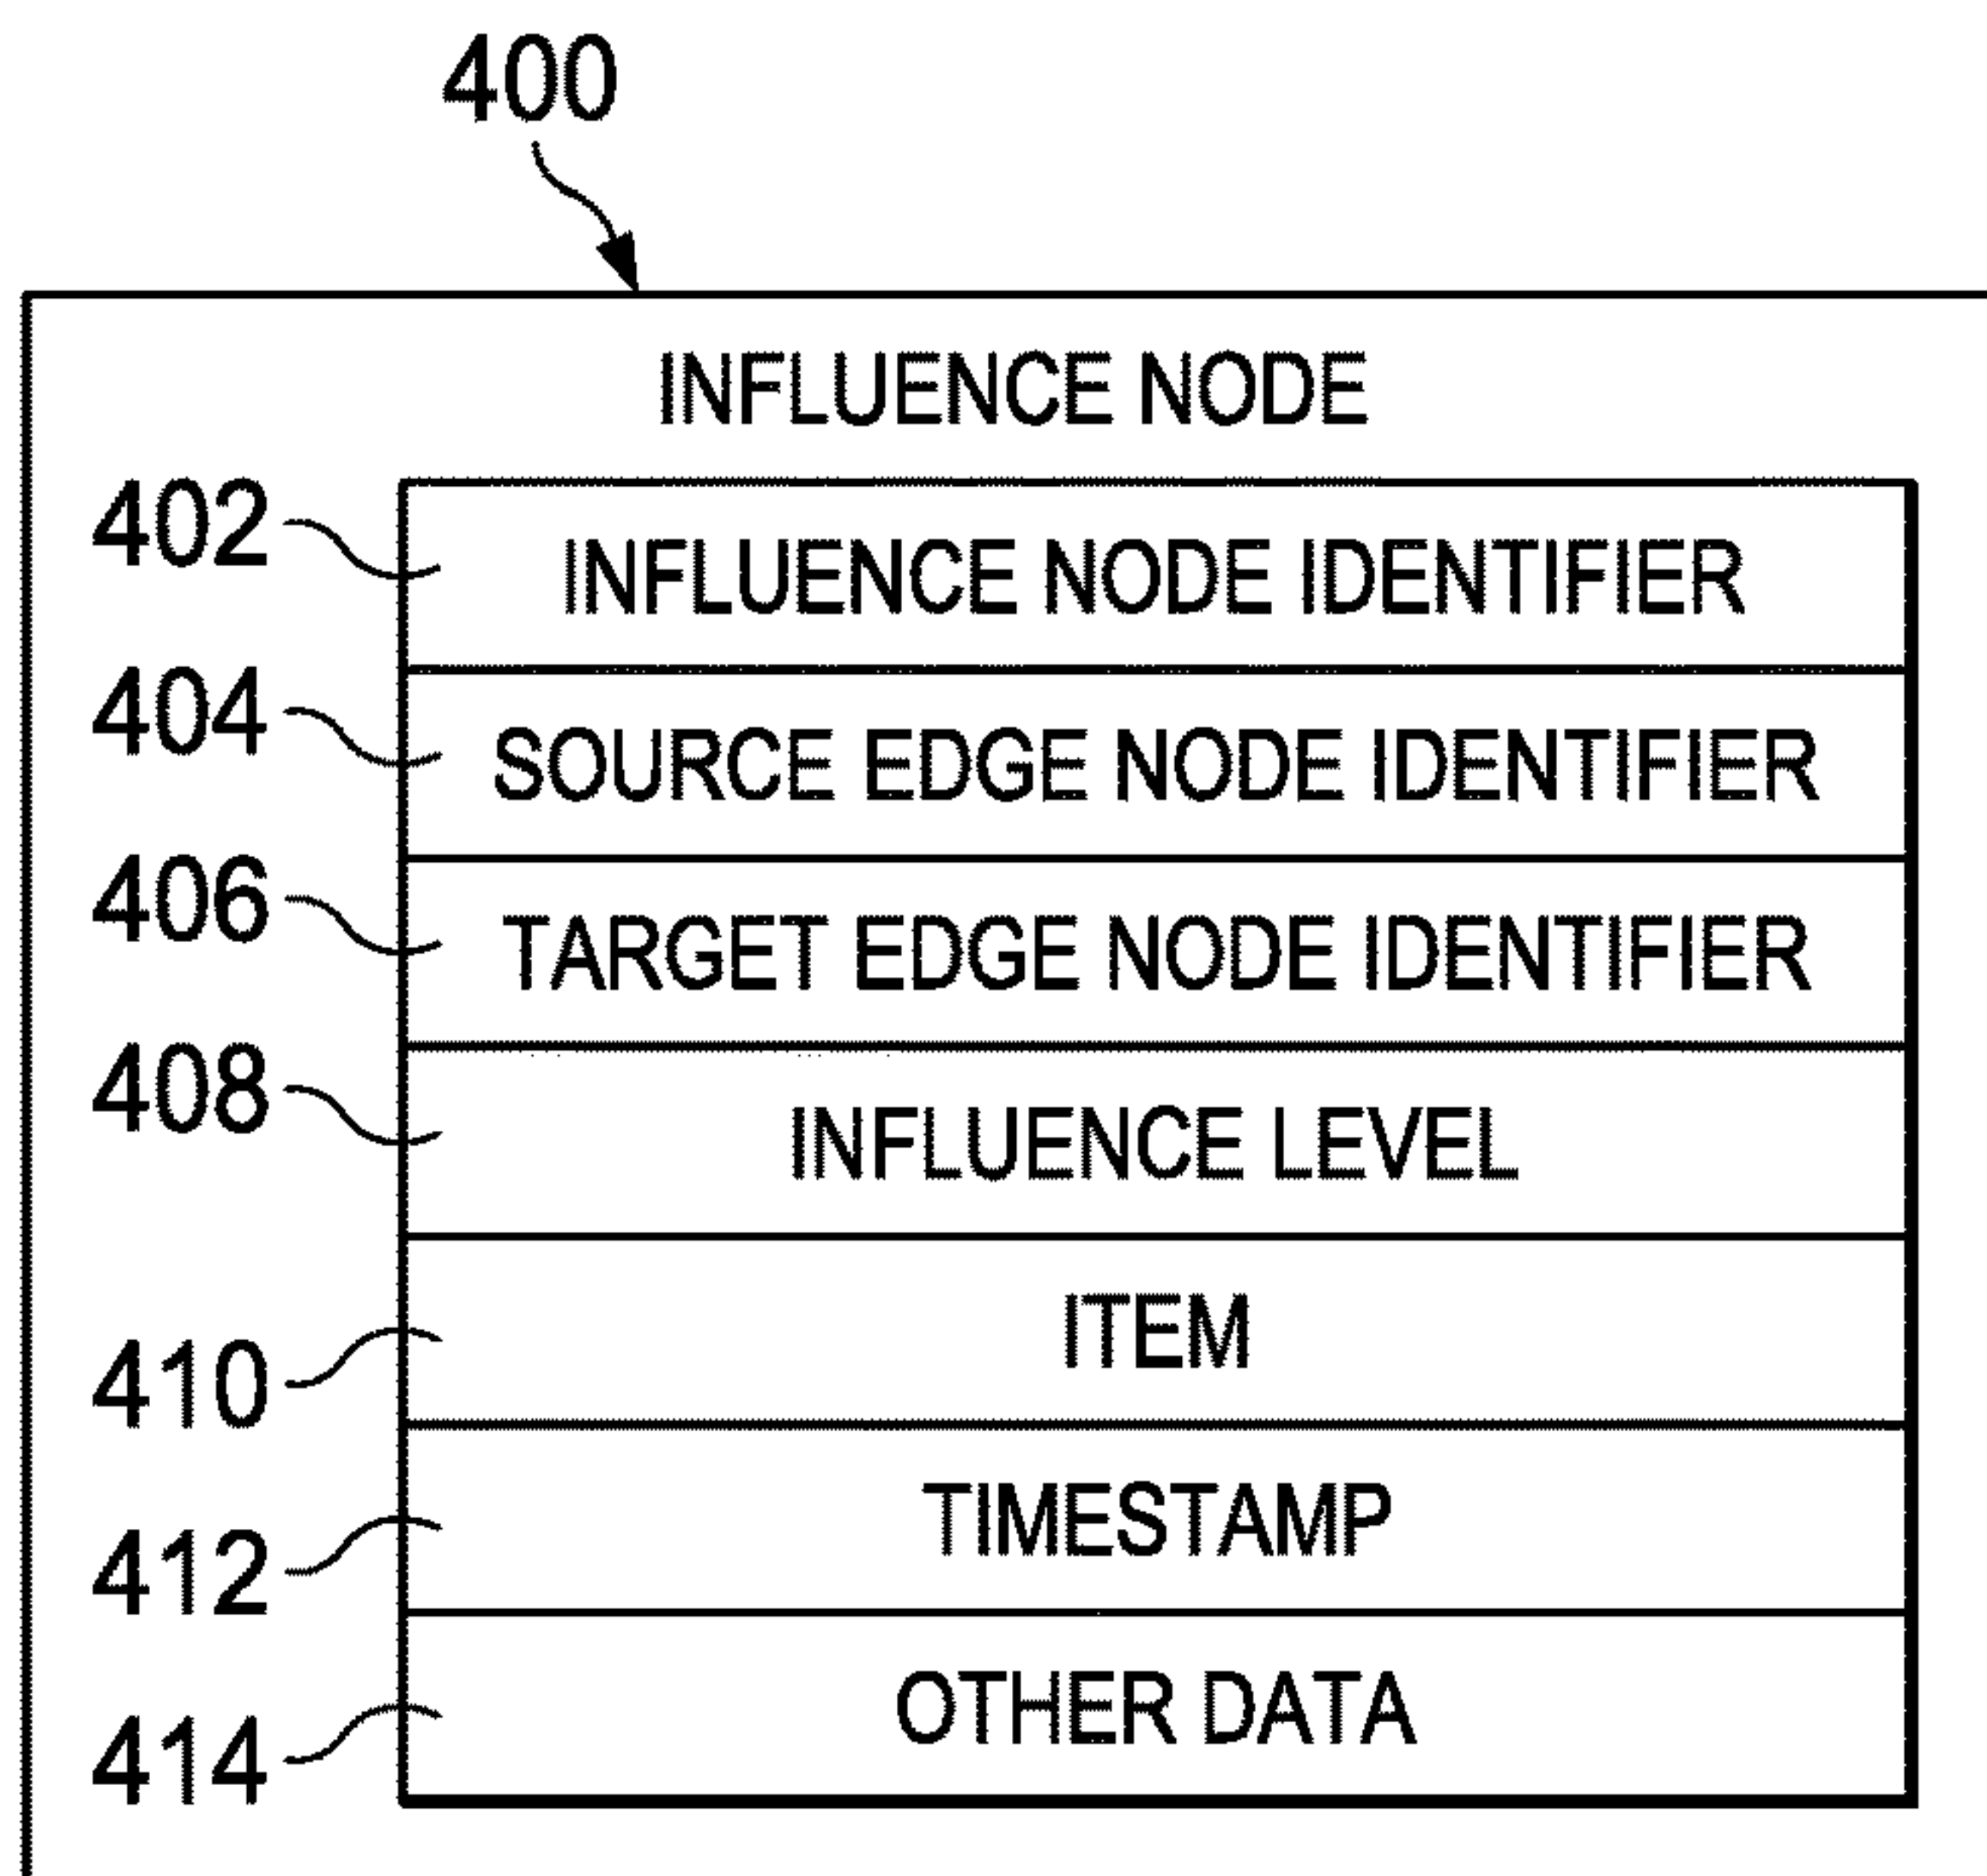 400
INFLUENCE NODE
402 INFLUENCE NODE IDENTIFIER
404 SOURCE EDGE NODE IDENTIFIER
406 TARGET EDGE NODE IDENTIFIER
408 INFLUENCE LEVEL
410 ITEM
412 TIMESTAMP
414 OTHER DATA